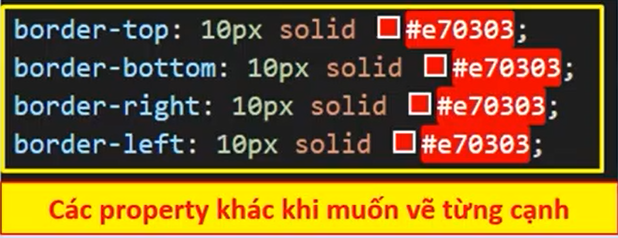 border-top: 10px solid #e70303;
border-bottom: 10px solid #e70303;
border-right: 10px solid #e70303;
border-left: 10px solid #e70303;
Các property khác khi muốn vẽ từng cạnh